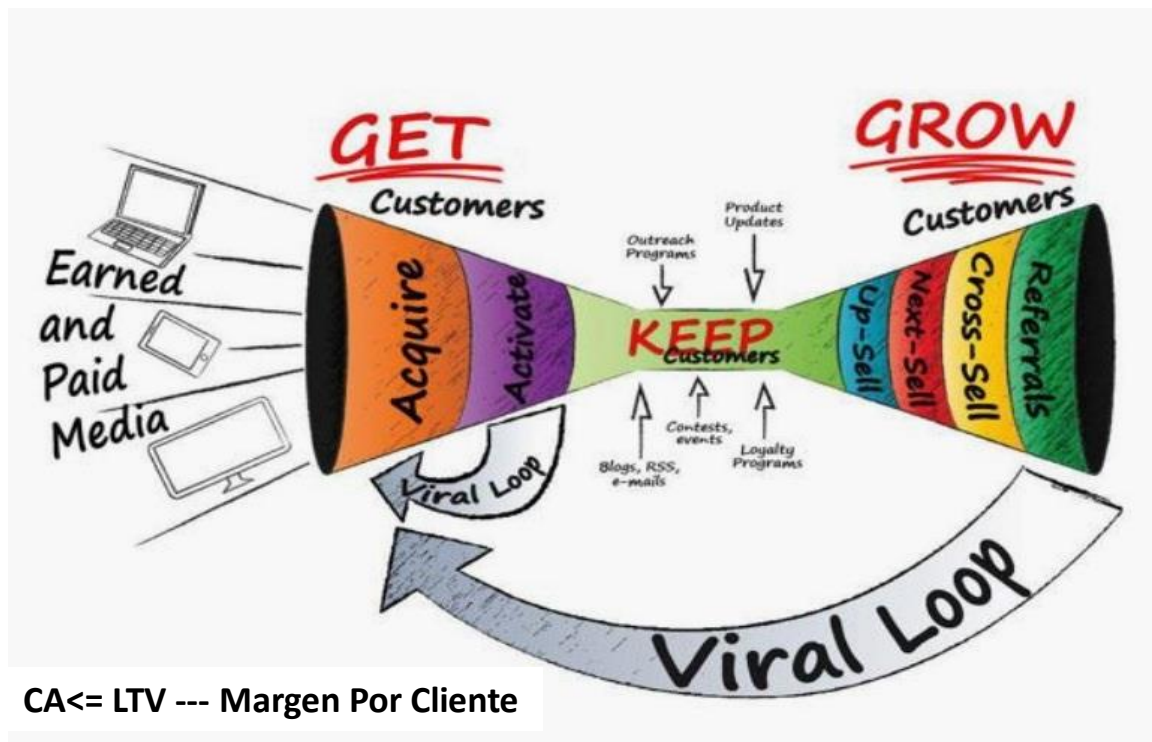 GET
Customers
GROW
Customers
Earned
and
Paid
Media
Acquire
Activate
Outreach
Programs
Product
Updates
KEEP
Customers
Blogs, RSS,
e-mails
Contests,
events
Loyalty
Programs
Up-Sell
Next-Sell
Cross-Sell
Referrals
Viral Loop
Viral Loop
CA<= LTV --- Margen Por Cliente